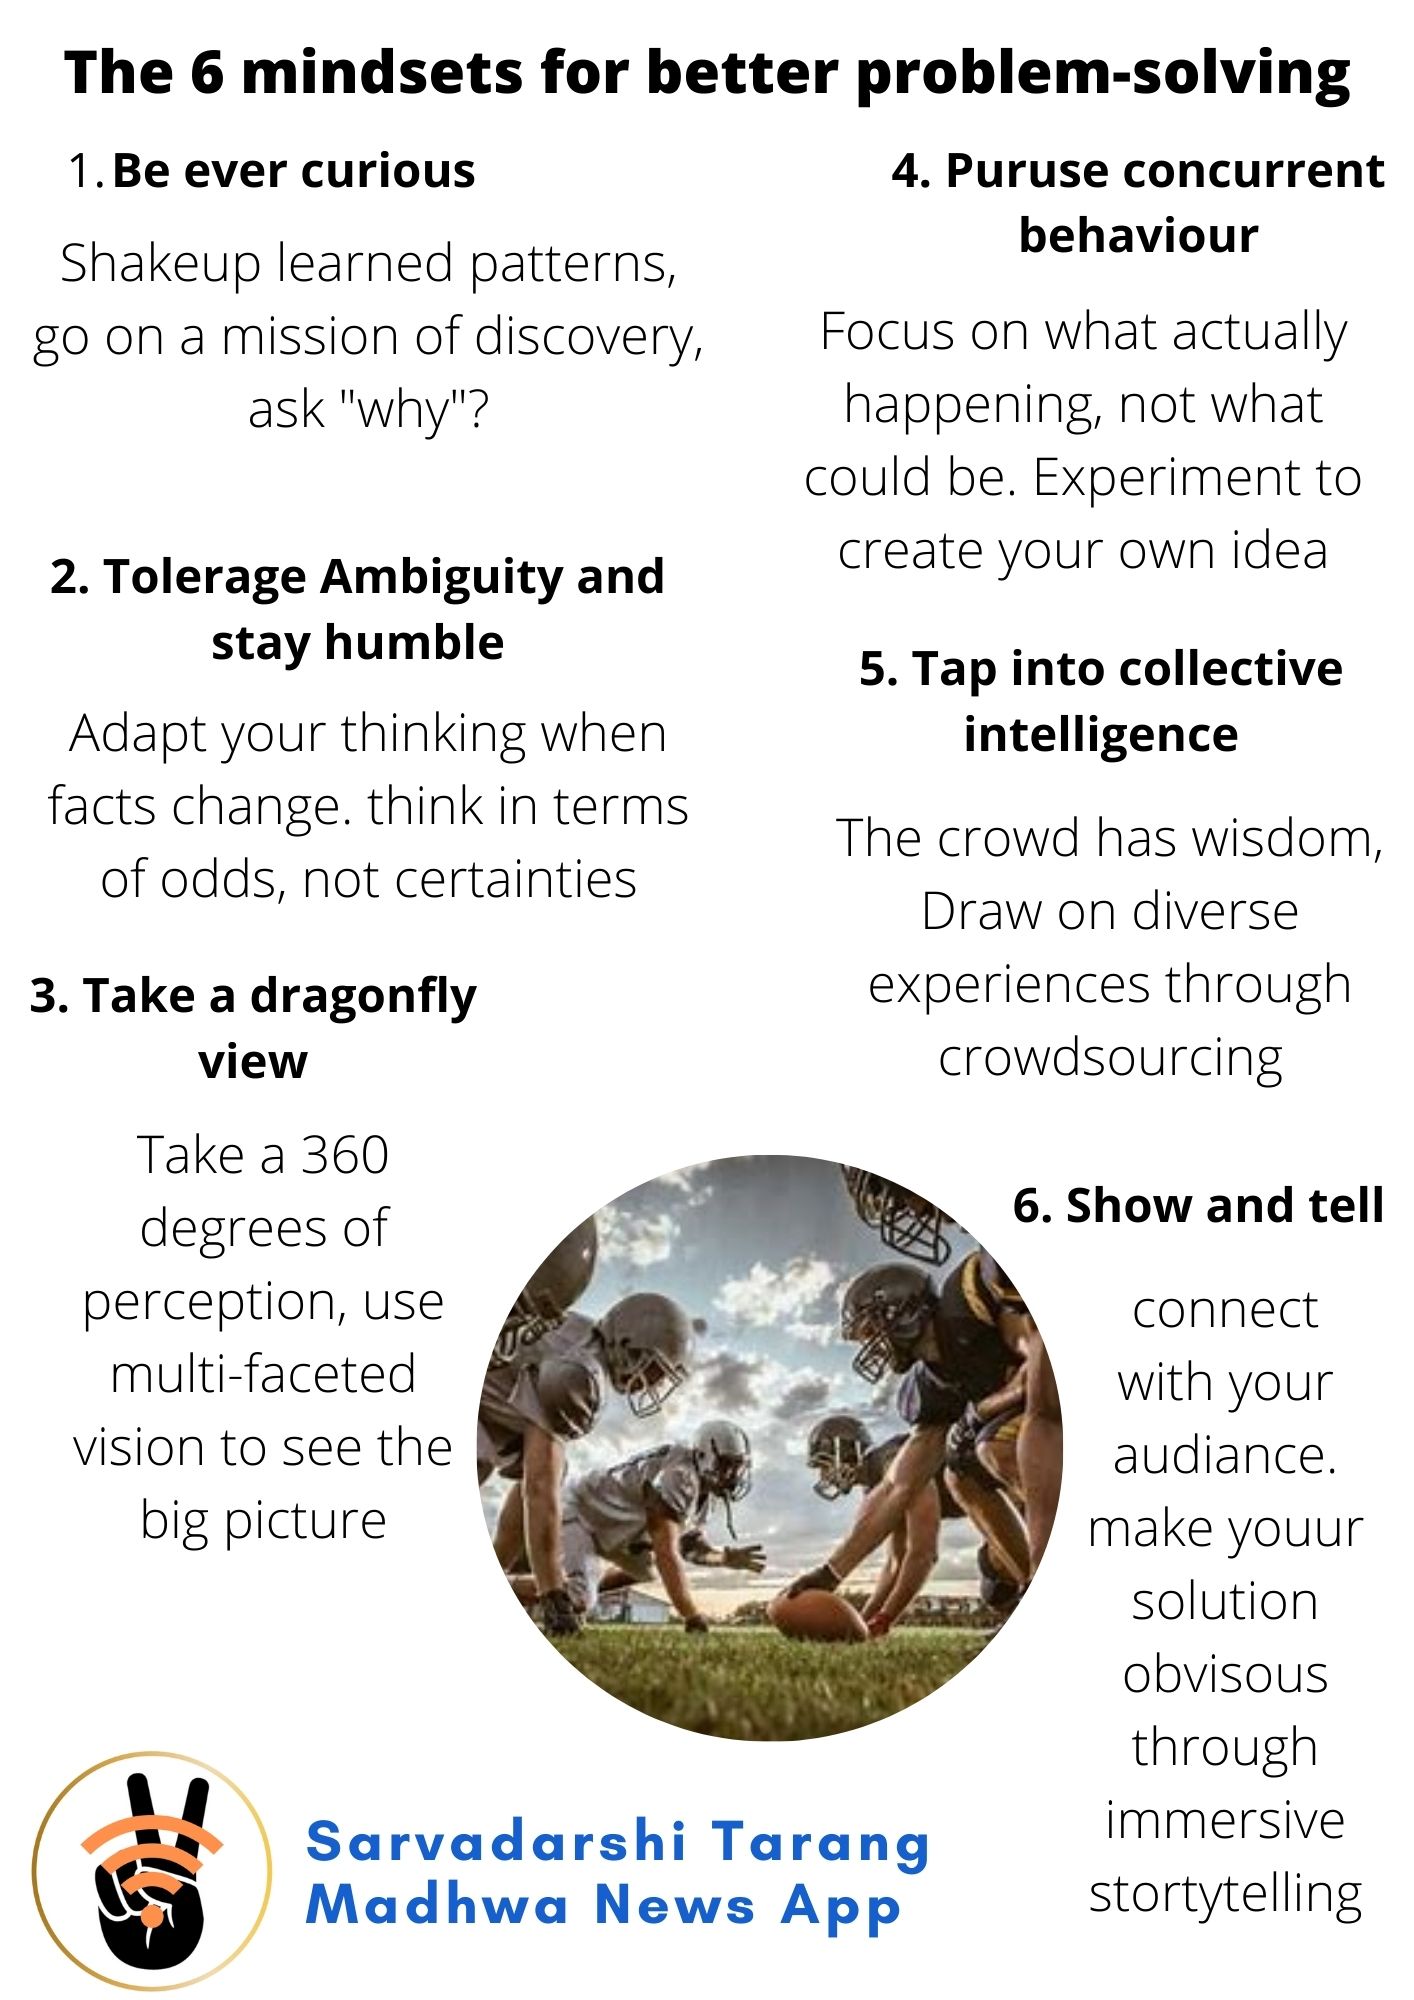 The 6 mindsets for better problem-solving
1. Be ever curious
Shakeup learned patterns,
go on a mission of discovery,
ask "why"?
2. Tolerage Ambiguity and
stay humble
Adapt your thinking when
facts change. think in terms
of odds, not certainties
3. Take a dragonfly
view
Take a 360
degrees of
perception, use
multi-faceted
vision to see the
big picture
4. Puruse concurrent
behaviour
Focus on what actually
happening, not what
could be. Experiment to
create your own idea
5. Tap into collective
intelligence
The crowd has wisdom,
Draw on diverse
experiences through
crowdsourcing
6. Show and tell
connect
with your
audiance.
make youur
solution
obvisous
through
immersive
stortytelling
Sarvadarshi Tarang
Madhwa News App